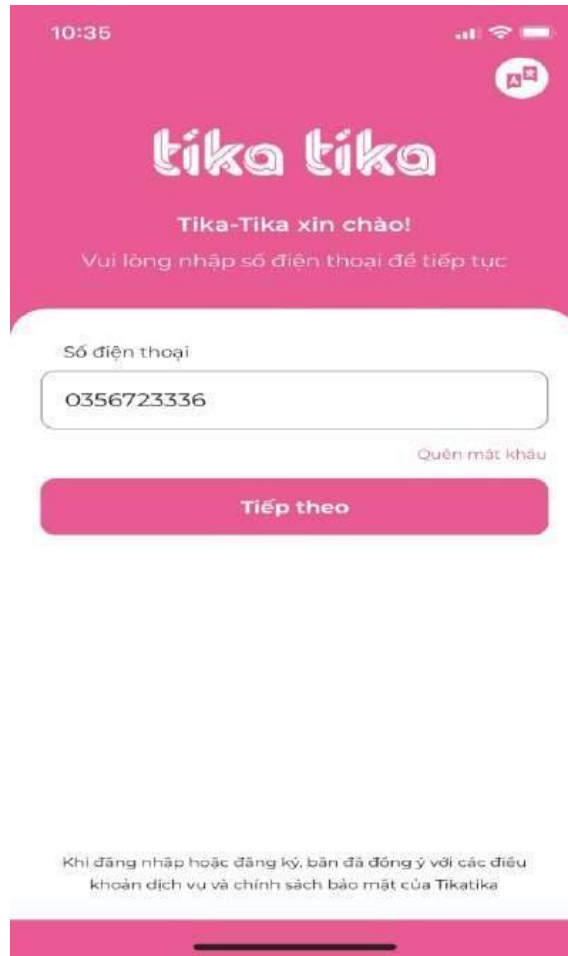 10:35
tika tika
Tika-Tika xin chào!
Vui lòng nhập số điện thoại để tiếp tục
Số điện thoại
0356723336
Quên mật khẩu
Tiếp theo
Khi đăng nhập hoặc đăng ký, bạn đã đồng ý với các điều
khoản dịch vụ và chính sách bảo mật của Tikatika